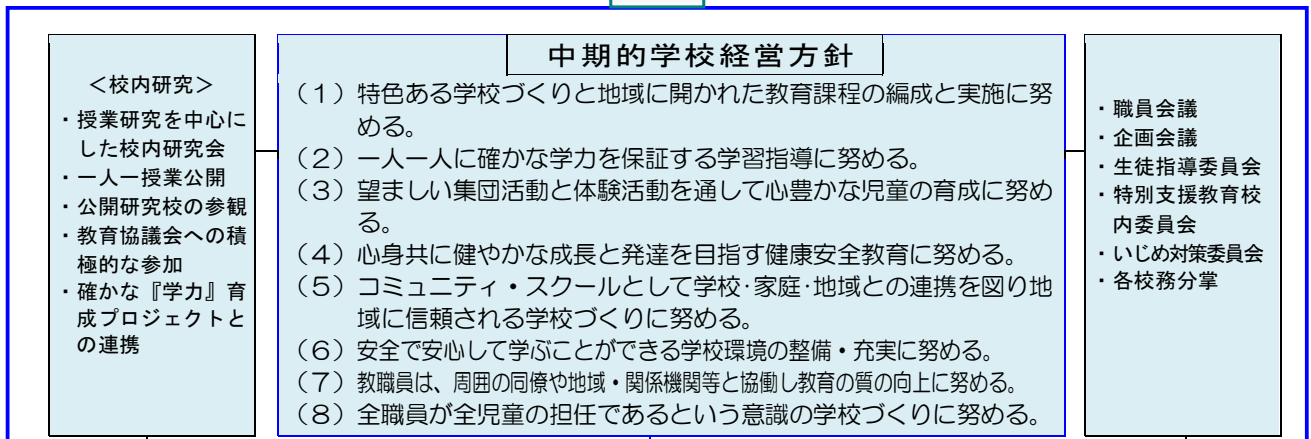 ＜校内研究＞
・授業研究を中心に
した校内研究会
・一人一授業公開
・公開研究校の参観
・教育協議会への積
極的な参加
・確かな『学力』育
成プロジェクトと
の連携
中期的学校経営方針
（１）特色ある学校づくりと地域に開かれた教育課程の編成と実施に努
める。
（２）一人一人に確かな学力を保証する学習指導に努める。
（３）望ましい集団活動と体験活動を通して心豊かな児童の育成に努め
る。
（４）心身共に健やかな成長と発達を目指す健康安全教育に努める。
（５）コミュニティ・スクールとして学校･家庭･地域との連携を図り地
域に信頼される学校づくりに努める。
（６）安全で安心して学ぶことができる学校環境の整備・充実に努める。
（７）教職員は、周囲の同僚や地域・関係機関等と協働し教育の質の向上に努める。
（８）全職員が全児童の担任であるという意識の学校づくりに努める。
・職員会議
・企画会議
・生徒指導委員会
・特別支援教育校
内委員会
・いじめ対策委員会
・各校務分掌